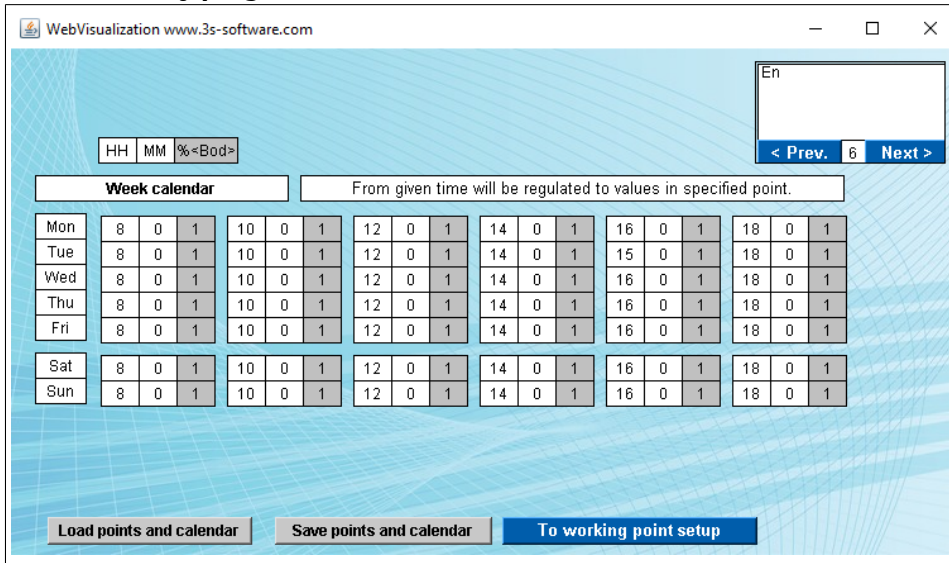 WebVisualization www.3s-software.com
En
HH MM %<Bod>
< Prev. 6 Next >
Week calendar From given time will be regulated to values in specified point.
Mon 8 0 1 10 0 1 12 0 1 14 0 1 16 0 1 18 0 1
Tue 8 0 1 10 0 1 12 0 1 14 0 1 15 0 1 18 0 1
Wed 8 0 1 10 0 1 12 0 1 14 0 1 16 0 1 18 0 1
Thu 8 0 1 10 0 1 12 0 1 14 0 1 16 0 1 18 0 1
Fri 8 0 1 10 0 1 12 0 1 14 0 1 16 0 1 18 0 1
Sat 8 0 1 10 0 1 12 0 1 14 0 1 16 0 1 18 0 1
Sun 8 0 1 10 0 1 12 0 1 14 0 1 16 0 1 18 0 1
Load points and calendar Save points and calendar To working point setup